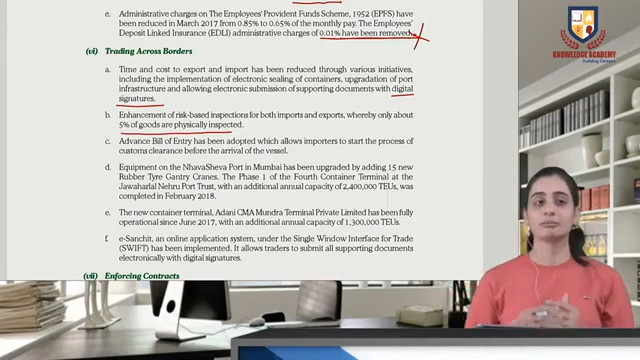 e. Administrative charges on The Employees' Provident Funds Scheme, 1952 (EPFS) have
been reduced in March 2017 from 0.85% to 0.65% of the monthly pay. The Employees'
Deposit Linked Insurance (EDLI) administrative charges of 0.01% have been removed.
(vi) Trading Across Borders
a. Time and cost to export and import has been reduced through various initiatives,
including the implementation of electronic sealing of containers, upgradation of port
infrastructure and allowing electronic submission of supporting documents with digital
signatures.
b. Enhancement of risk-based inspections for both imports and exports, whereby only about
5% of goods are physically inspected.
c. Advance Bill of Entry has been adopted which allows importers to start the process of
customs clearance before the arrival of the vessel.
d. Equipment on the NhavaSheva Port in Mumbai has been upgraded by adding 15 new
Rubber Tyre Gantry Cranes. The Phase 1 of the Fourth Container Terminal at the
Jawaharlal Nehru Port Trust, with an additional annual capacity of 2,400,000 TEUs, was
completed in February 2018.
e. The new container terminal, Adani CMA Mundra Terminal Private Limited has been fully
operational since June 2017, with an additional annual capacity of 1,300,000 TEUs.
f. e-Sanchit, an online application system, under the Single Window Interface for Trade
(SWIFT) has been implemented. It allows traders to submit all supporting documents
electronically with digital signatures.
(vii) Enforcing Contracts
KNOWLEDGE ACADEMY